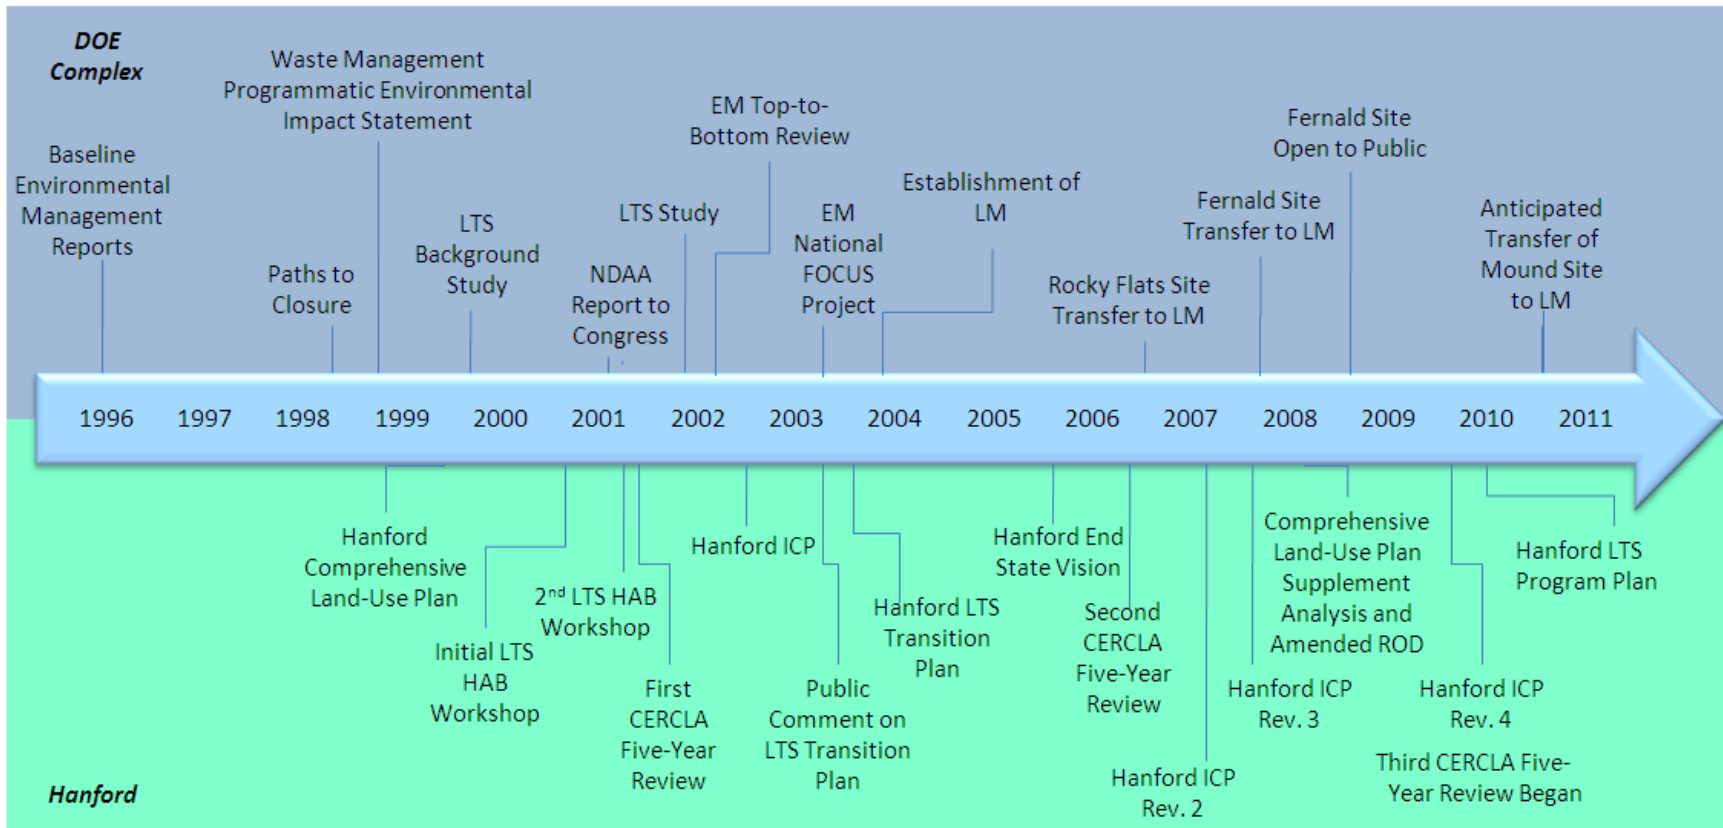 DOE
Complex
Waste Management
Programmatic Environmental
Impact Statement
EM Top-to-
Bottom Review
Fernald Site
Open to Public
Baseline
Environmental
Management
Reports
Paths to
Closure
LTS
Background
Study
NDAA
Report to
Congress
LTS Study
EM
National
FOCUS
Project
Establishment of
LM
Rocky Flats Site
Transfer to LM
Fernald Site
Transfer to LM
Anticipated
Transfer of
Mound Site
to LM
1996 1997 1998 1999 2000 2001 2002 2003 2004 2005 2006 2007 2008 2009 2010 2011
Hanford
Comprehensive
Land-Use Plan
Initial LTS
HAB
Workshop
2nd LTS HAB
Workshop
First
CERCLA
Five-Year
Review
Hanford ICP
Public
Comment on
LTS Transition
Plan
Hanford LTS
Transition
Plan
Hanford End
State Vision
Second
CERCLA
Five-Year
Review
Hanford ICP
Rev. 2
Hanford ICP
Rev. 3
Comprehensive
Land-Use Plan
Supplement
Analysis and
Amended ROD
Hanford ICP
Rev. 4
Third CERCLA Five-
Year Review Began
Hanford LTS
Program Plan
Hanford